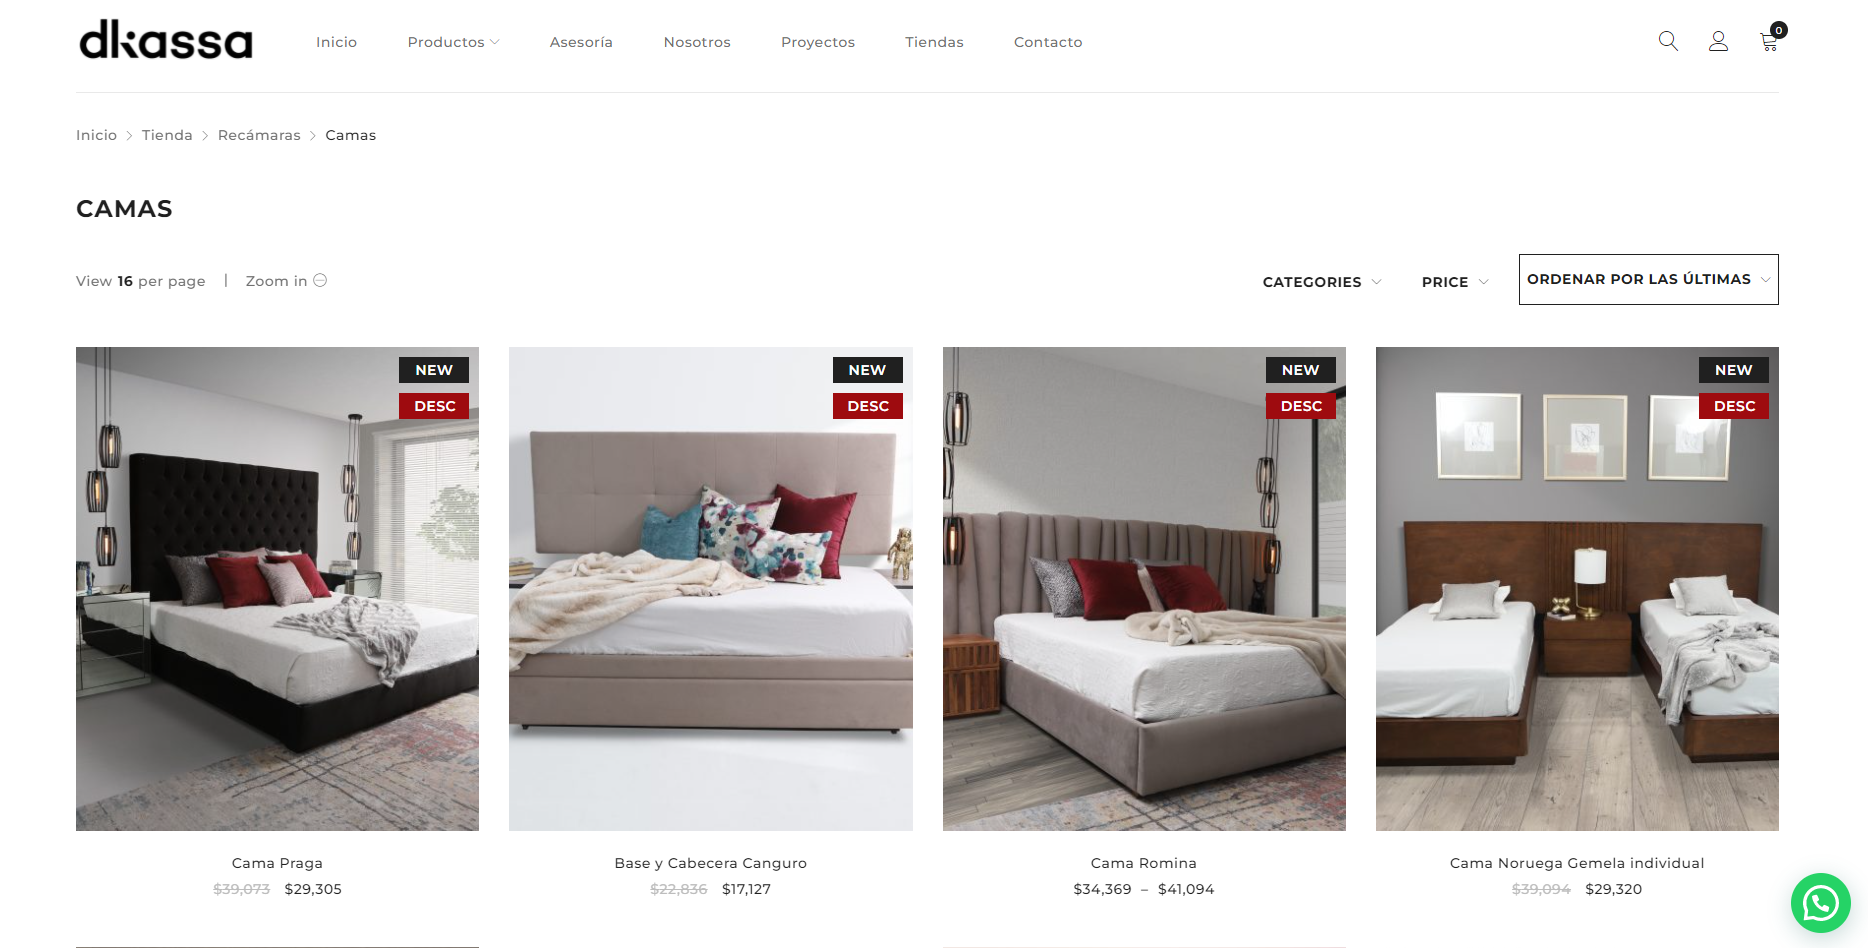 dkassa
Inicio Productos Asesoría Nosotros Proyectos Tiendas Contacto 0
Inicio Tienda Recámaras Camas
CAMAS
View 16 per page | Zoom in
CATEGORIES PRICE ORDENAR POR LAS ÚLTIMAS
NEW NEW NEW NEW
DESC DESC DESC DESC
Cama Praga
$39,073 $29,305
Base y Cabecera Canguro
$22,836 $17,127
Cama Romina
$34,369 – $41,094
Cama Noruega Gemela individual
$39,094 $29,320